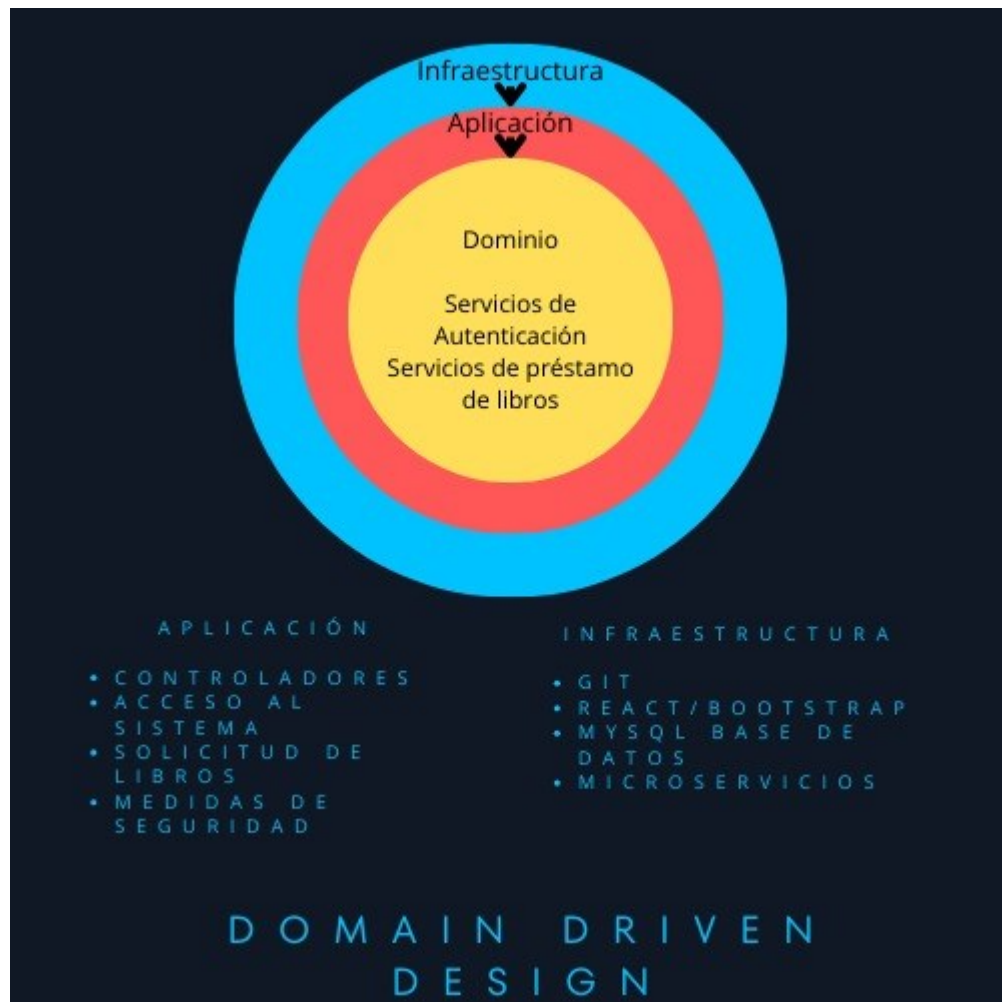 Infraestructura
Aplicación
Dominio
Servicios de
Autenticación
Servicios de préstamo
de libros
APLICACIÓN
• CONTROLADORES
• ACCESO AL
SISTEMA
• SOLICITUD DE
LIBROS
• MEDIDAS DE
SEGURIDAD
INFRAESTRUCTURA
• GIT
• REACT/BOOTSTRAP
• MYSQL BASE DE
DATOS
• MICROSERVICIOS
DOMAIN DRIVEN
DESIGN